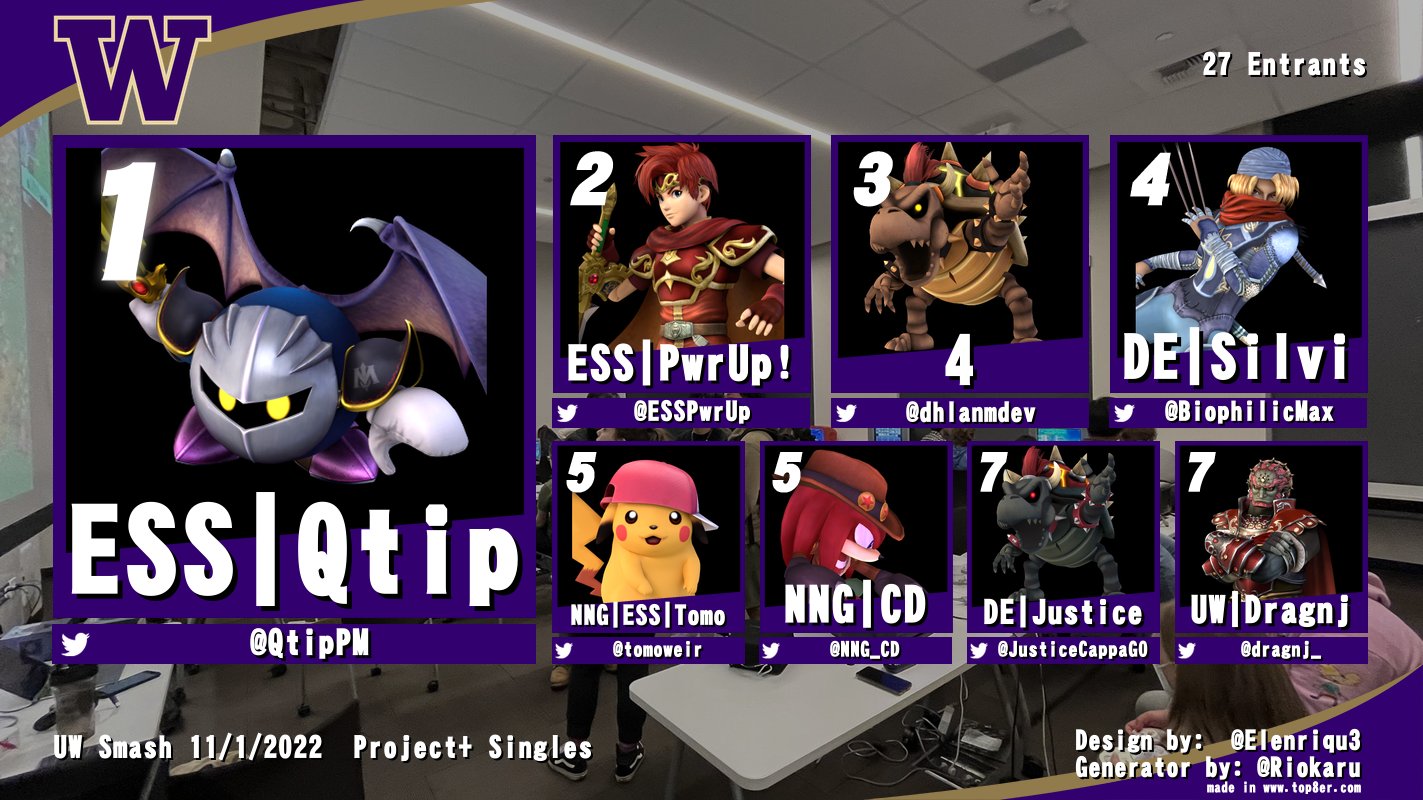 W
27 Entrants
1
ESS|Qtip
@QtipPM
2
ESS|PwrUp!
@ESSPwrUp
3
4
@dhlanmdev
4
DE|Silvi
@BiophilicMax
5
NNG|ESS|Tomo
@tomoweir
5
NNG|CD
@NNG_CD
7
DE|Justice
@JusticeCappaGO
7
UW|Dragnj
@dragnj_
UW Smash 11/1/2022 Project+ Singles
Design by: @Elenriqu3
Generator by: @Riokaru
made in www.top8er.com